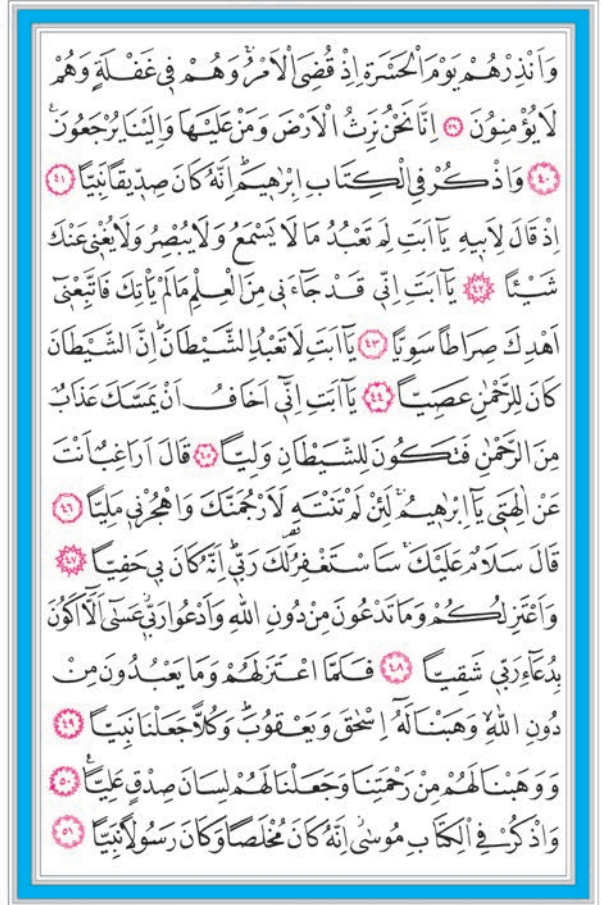 وَاَنْذِرْهُمْ يَوْمَ الْحَسْرَةِ اِذْ قُضِىَ الْاَمْرُۢ وَهُمْ فٖى غَفْلَةٍ وَهُمْ
لَا يُؤْمِنُونَ ﴿٣٩﴾ اِنَّا نَحْنُ نَرِثُ الْاَرْضَ وَمَنْ عَلَيْهَا وَاِلَيْنَا يُرْجَعُونَ
﴿٤٠﴾ وَاذْكُرْ فِى الْكِتَابِ اِبْرٰهٖيمَؕ اِنَّهُ كَانَ صِدّٖيقًا نَبِيًّا ﴿٤١﴾
اِذْ قَالَ لِاَبٖيهِ يَٓا اَبَتِ لِمَ تَعْبُدُ مَا لَا يَسْمَعُ وَلَا يُبْصِرُ وَلَا يُغْنٖى عَنْكَ
شَيْـًٔا ﴿٤٢﴾ يَٓا اَبَتِ اِنّٖى قَدْ جَٓاءَنٖى مِنَ الْعِلْمِ مَا لَمْ يَاْتِكَ فَاتَّبِعْنٖٓى
اَهْدِكَ صِرَاطًا سَوِيًّا ﴿٤٣﴾ يَٓا اَبَتِ لَا تَعْبُدِ الشَّيْطَانَؕ اِنَّ الشَّيْطَانَ
كَانَ لِلرَّحْمٰنِ عَصِيًّا ﴿٤٤﴾ يَٓا اَبَتِ اِنّٖٓى اَخَافُ اَنْ يَمَسَّكَ عَذَابٌ
مِنَ الرَّحْمٰنِ فَتَكُونَ لِلشَّيْطَانِ وَلِيًّا ﴿٤٥﴾ قَالَ اَرَاغِبٌ اَنْتَ
عَنْ اٰلِهَتٖى يَٓا اِبْرٰهٖيمُۚ لَئِنْ لَمْ تَنْتَهِ لَاَرْجُمَنَّكَ وَاهْجُرْنٖى مَلِيًّا ﴿٤٦﴾
قَالَ سَلَامٌ عَلَيْكَۚ سَاَسْتَغْفِرُ لَكَ رَبّٖىؕ اِنَّهُ كَانَ بٖى حَفِيًّا ﴿٤٧﴾
وَاَعْتَزِلُكُمْ وَمَا تَدْعُونَ مِنْ دُونِ اللّٰهِ وَاَدْعُوا رَبّٖىؗ عَسٰٓى اَلَّٓا اَكُونَ
بِدُعَٓاءِ رَبّٖى شَقِيًّا ﴿٤٨﴾ فَلَمَّا اعْتَزَلَهُمْ وَمَا يَعْبُدُونَ مِنْ
دُونِ اللّٰهِۙ وَهَبْنَا لَهُٓ اِسْحٰقَ وَيَعْقُوبَؕ وَكُلًّا جَعَلْنَا نَبِيًّا ﴿٤٩﴾
وَوَهَبْنَا لَهُمْ مِنْ رَحْمَتِنَا وَجَعَلْنَا لَهُمْ لِسَانَ صِدْقٍ عَلِيًّا ﴿٥٠﴾
وَاذْكُرْ فِى الْكِتَابِ مُوسٰٓىؗ اِنَّهُ كَانَ مُخْلَصًا وَكَانَ رَسُولًا نَبِيًّا ﴿٥١﴾